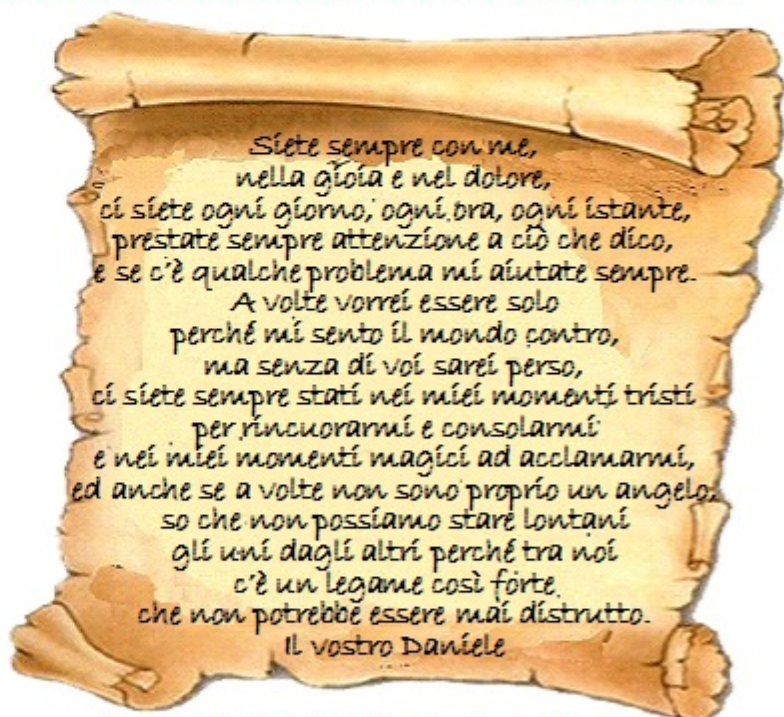 Siete sempre con me,
nella gioia e nel dolore,
ci siete ogni giorno, ogni ora, ogni istante,
prestate sempre attenzione a ciò che dico,
e se c'è qualche problema mi aiutate sempre.
A volte vorrei essere solo
perché mi sento il mondo contro,
ma senza di voi sarei perso,
ci siete sempre stati nei miei momenti tristi
per rincuorarmi e consolarmi
e nei miei momenti magici ad acclamarmi,
ed anche se a volte non sono proprio un angelo,
so che non possiamo stare lontani
gli uni dagli altri perché tra noi
c'è un legame così forte
che non potrebbe essere mai distrutto.
Il vostro Daniele